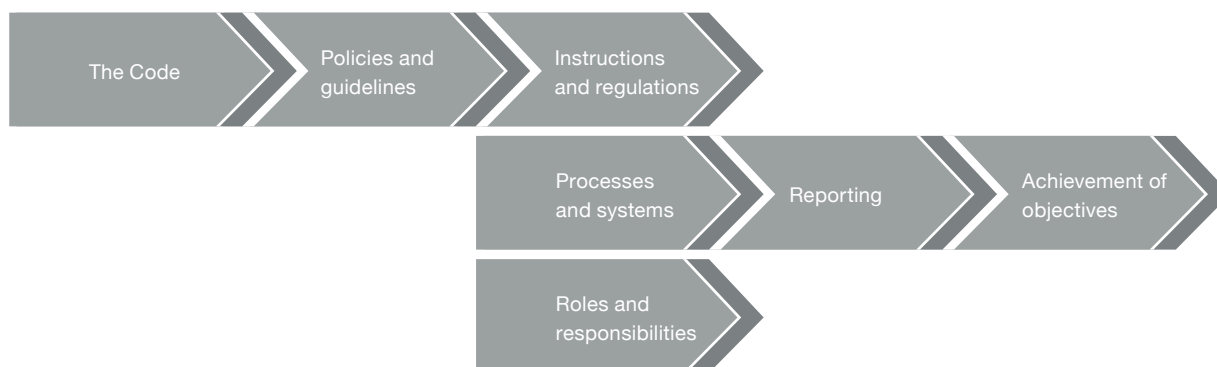 The Code
Policies and
guidelines
Instructions
and regulations
Processes
and systems
Reporting
Achievement of
objectives
Roles and
responsibilities